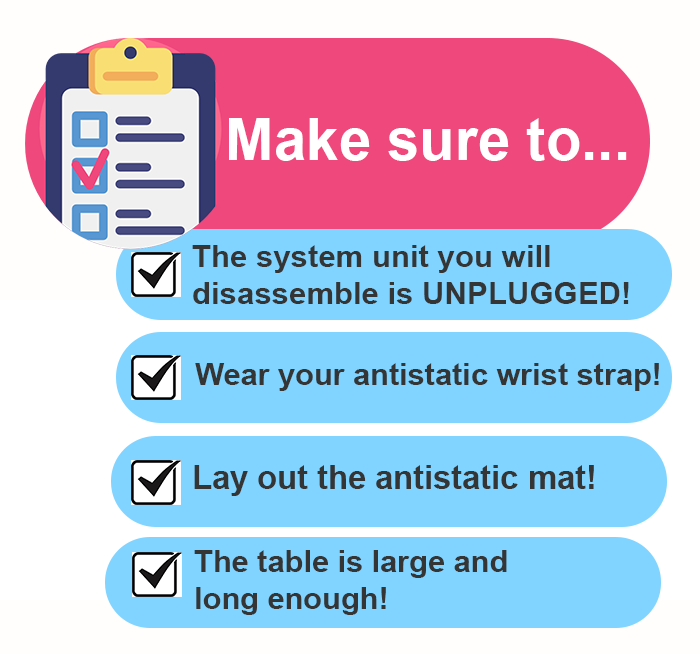 Make sure to...
The system unit you will
disassemble is UNPLUGGED!
Wear your antistatic wrist strap!
Lay out the antistatic mat!
The table is large and
long enough!